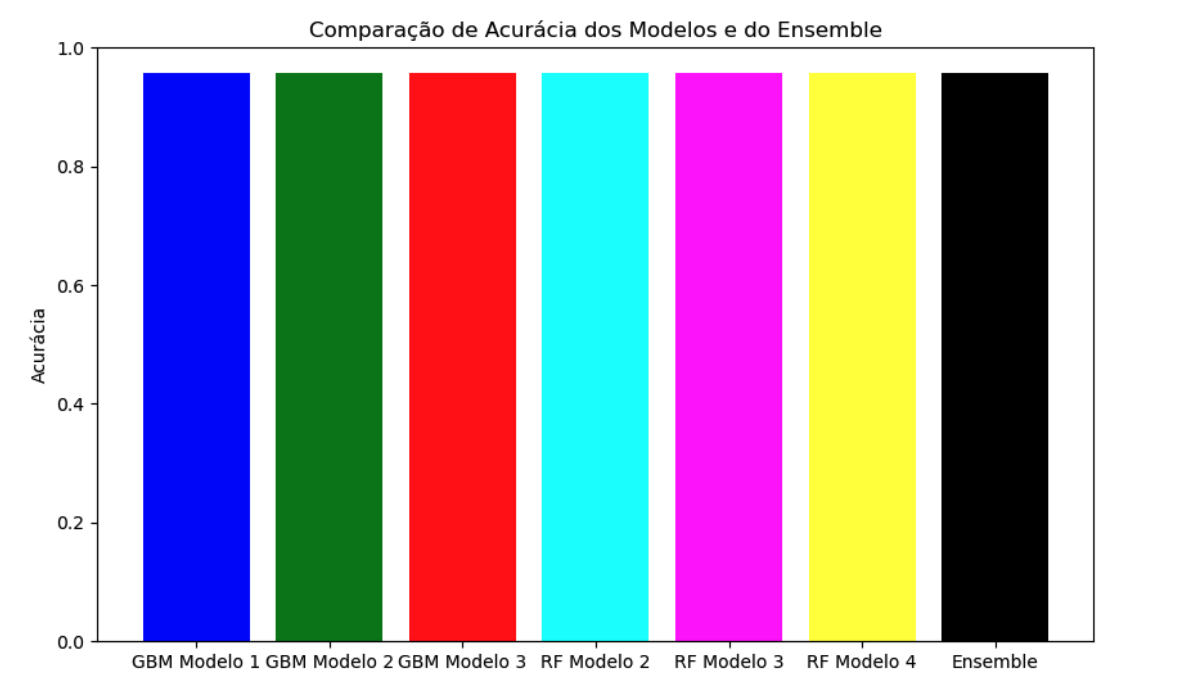 Comparação de Acurácia dos Modelos e do Ensemble
1.0
0.8
0.6
0.4
0.2
0.0
Acurácia
GBM Modelo 1 GBM Modelo 2 GBM Modelo 3 RF Modelo 2 RF Modelo 3 RF Modelo 4 Ensemble